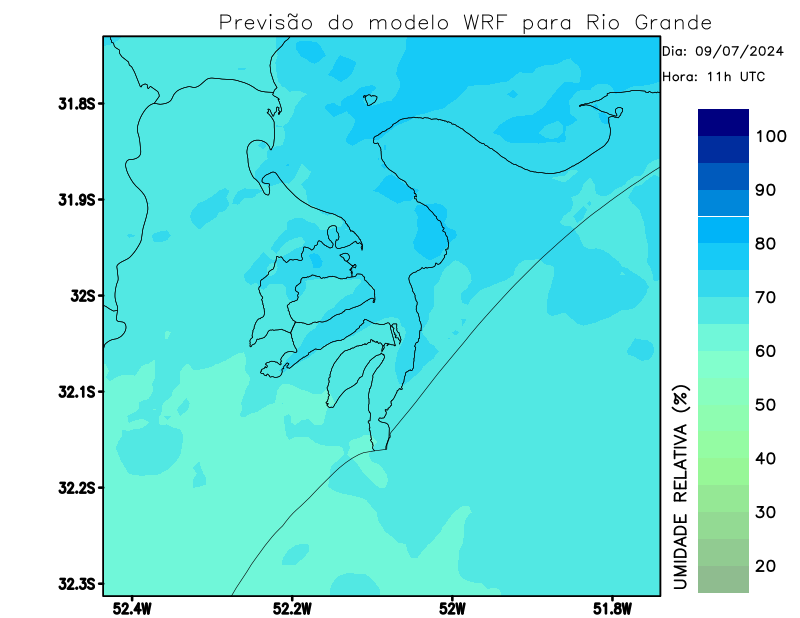 Previsão do modelo WRF para Rio Grande
Dia: 09/07/2024
Hora: 11h UTC
31.8S
31.9S
32S
32.1S
32.2S
32.3S
52.4W
52.2W
52W
51.8W
100
90
80
70
60
50
40
30
20
UMIDADE RELATIVA (%)